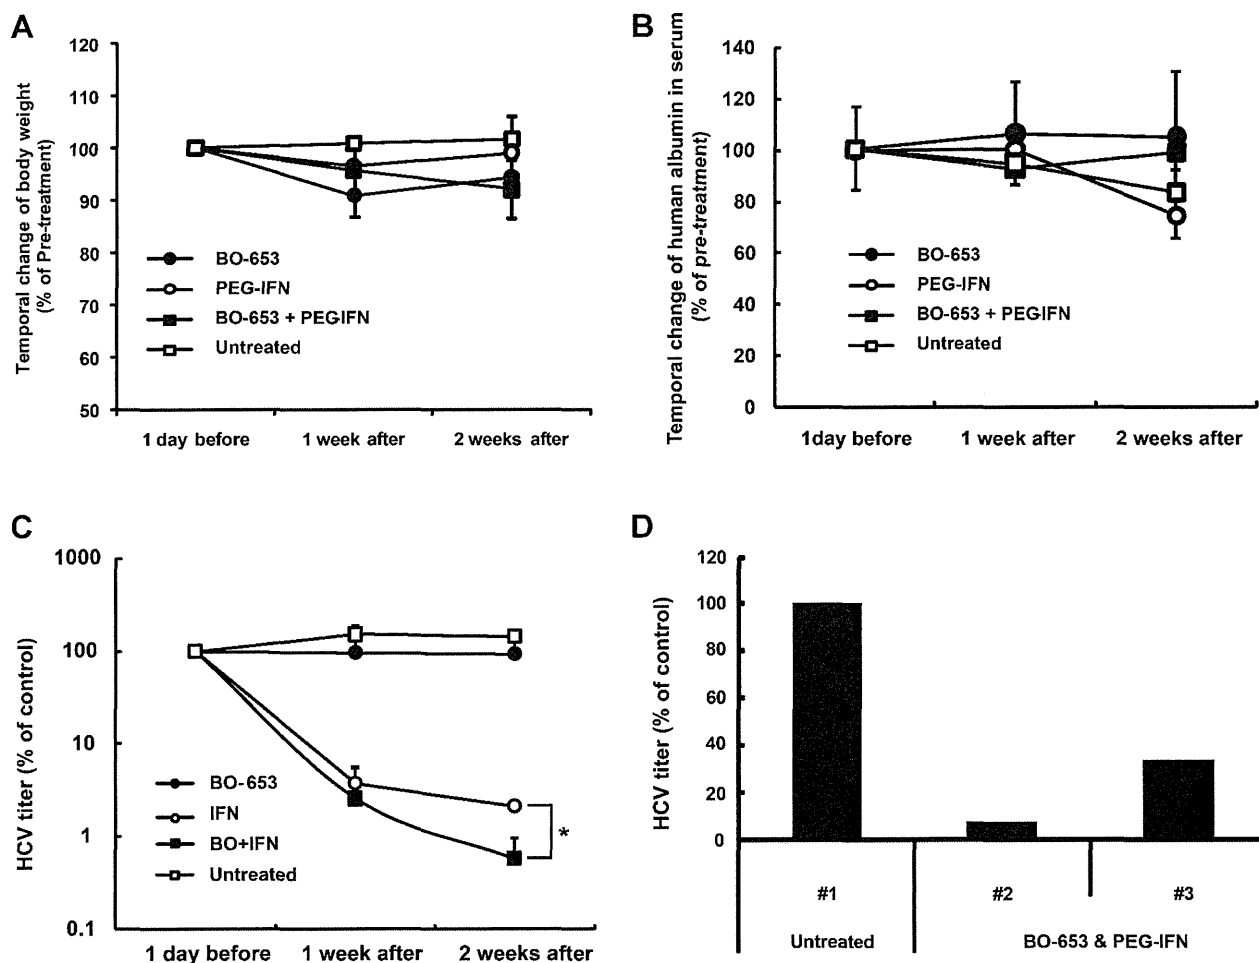 A
Temporal change of body weight
(% of Pre-treatment)
120
110
100
90
80
70
60
50
BO-653
PEG-IFN
BO-653 + PEGIFN
Untreated
1 day before
1 week after
2 weeks after
B
Temporal change of human albumin in serum
(% of pre-treatment)
140
120
100
80
60
40
20
0
BO-653
PEG-IFN
BO-653 + PEGIFN
Untreated
1day before
1 week after
2 weeks after
C
HCV titer (% of control)
1000
100
10
1
0.1
BO-653
IFN
BO+IFN
Untreated
*
1 day before
1 week after
2 weeks after
D
HCV titer (% of control)
120
100
80
60
40
20
0
#1
#2
#3
Untreated
BO-653 & PEG-IFN